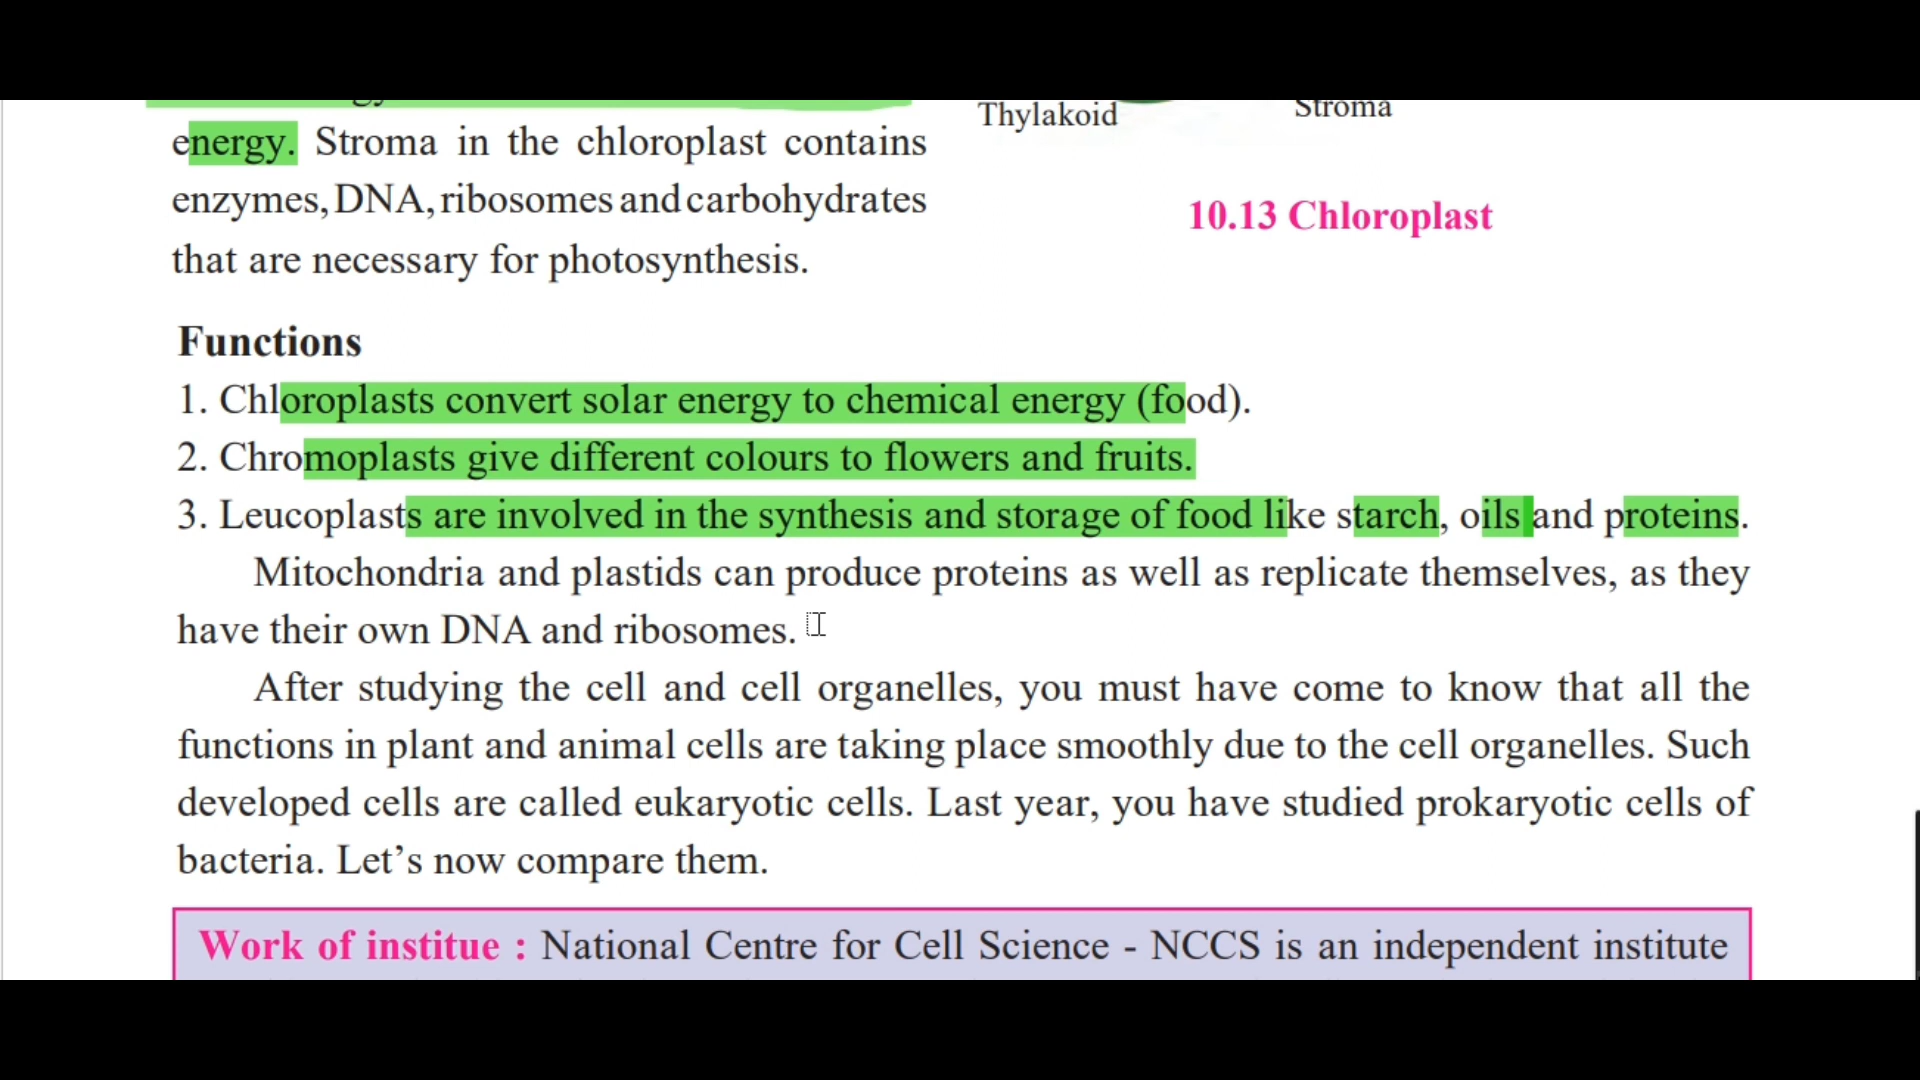 Thylakoid
Stroma
energy. Stroma in the chloroplast contains
enzymes, DNA, ribosomes and carbohydrates
that are necessary for photosynthesis.
10.13 Chloroplast
Functions
1. Chloroplasts convert solar energy to chemical energy (food).
2. Chromoplasts give different colours to flowers and fruits.
3. Leucoplasts are involved in the synthesis and storage of food like starch, oils and proteins.
Mitochondria and plastids can produce proteins as well as replicate themselves, as they
have their own DNA and ribosomes.
After studying the cell and cell organelles, you must have come to know that all the
functions in plant and animal cells are taking place smoothly due to the cell organelles. Such
developed cells are called eukaryotic cells. Last year, you have studied prokaryotic cells of
bacteria. Let’s now compare them.
Work of institue : National Centre for Cell Science - NCCS is an independent institute